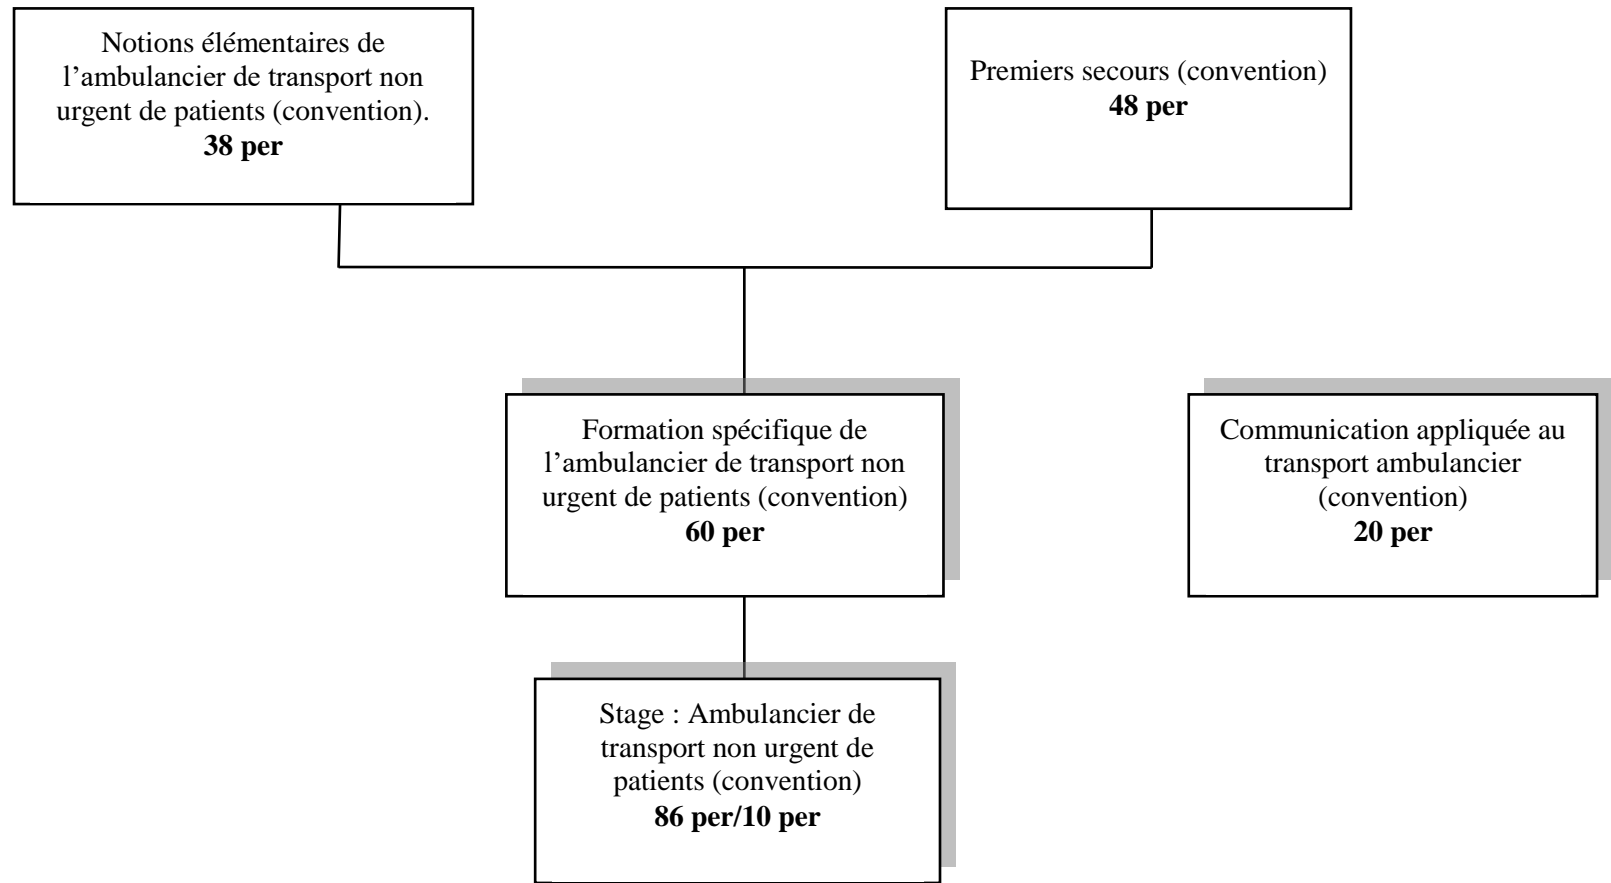 Notions élémentaires de
l’ambulancier de transport non
urgent de patients (convention).
38 per
Premiers secours (convention)
48 per
Formation spécifique de
l’ambulancier de transport non
urgent de patients (convention)
60 per
Communication appliquée au
transport ambulancier
(convention)
20 per
Stage : Ambulancier de
transport non urgent de
patients (convention)
86 per/10 per